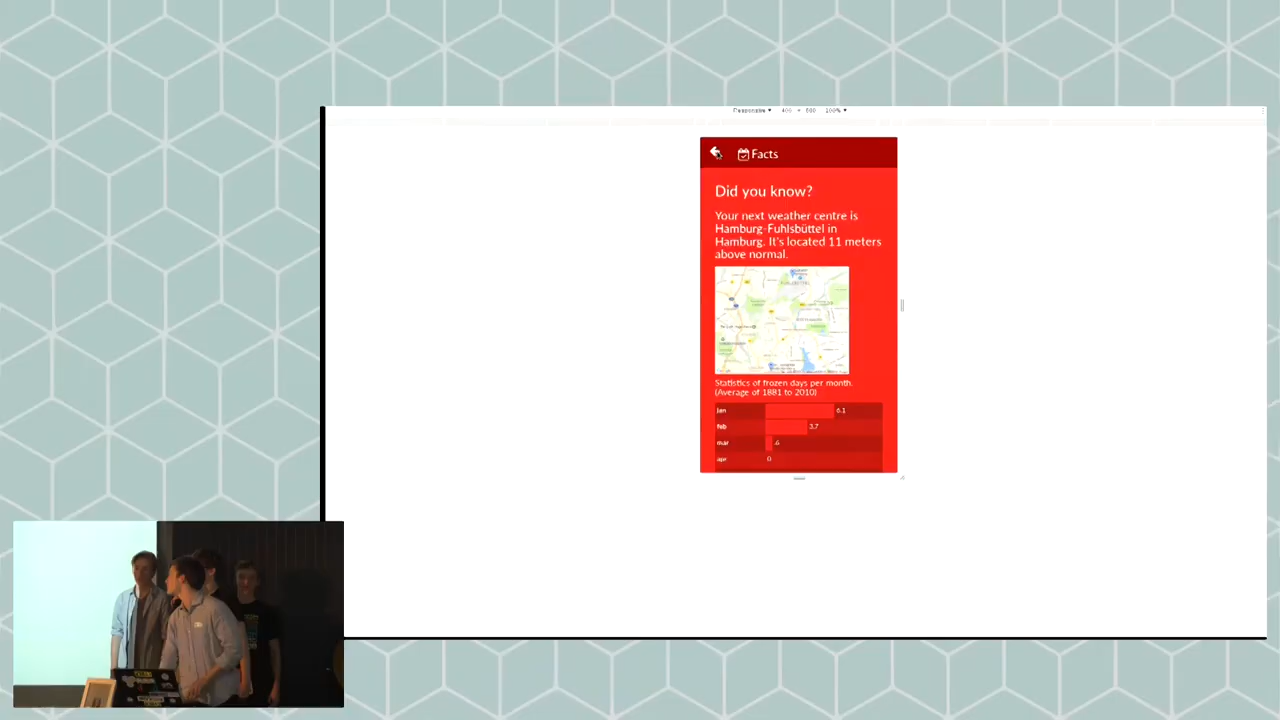 Responsive ▾
Facts
Did you know?
Your next weather centre is
Hamburg-Fuhlsbüttel in
Hamburg. It's located 11 meters
above normal.
Statistics of frozen days per month.
(Average of 1881 to 2010)
jan 6.1
feb 3.7
mar .6
apr 0